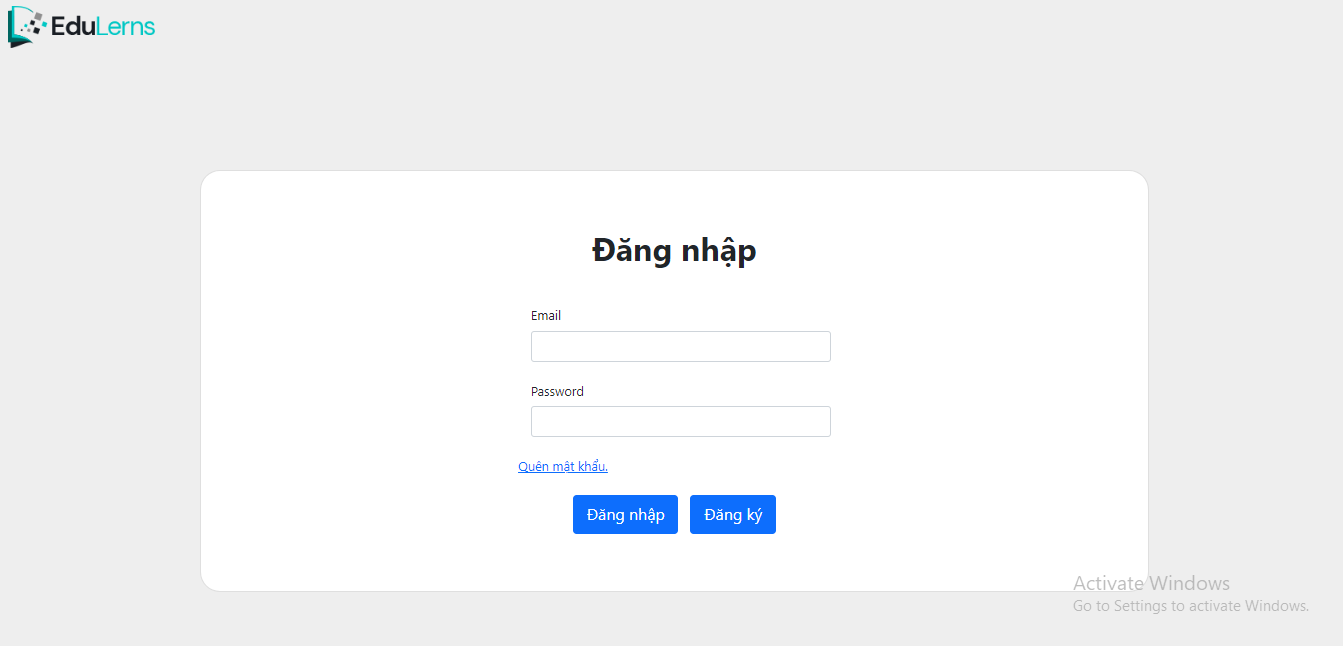 EduLerns
Đăng nhập
Email
Password
Quên mật khẩu.
Đăng nhập Đăng ký
Activate Windows
Go to Settings to activate Windows.